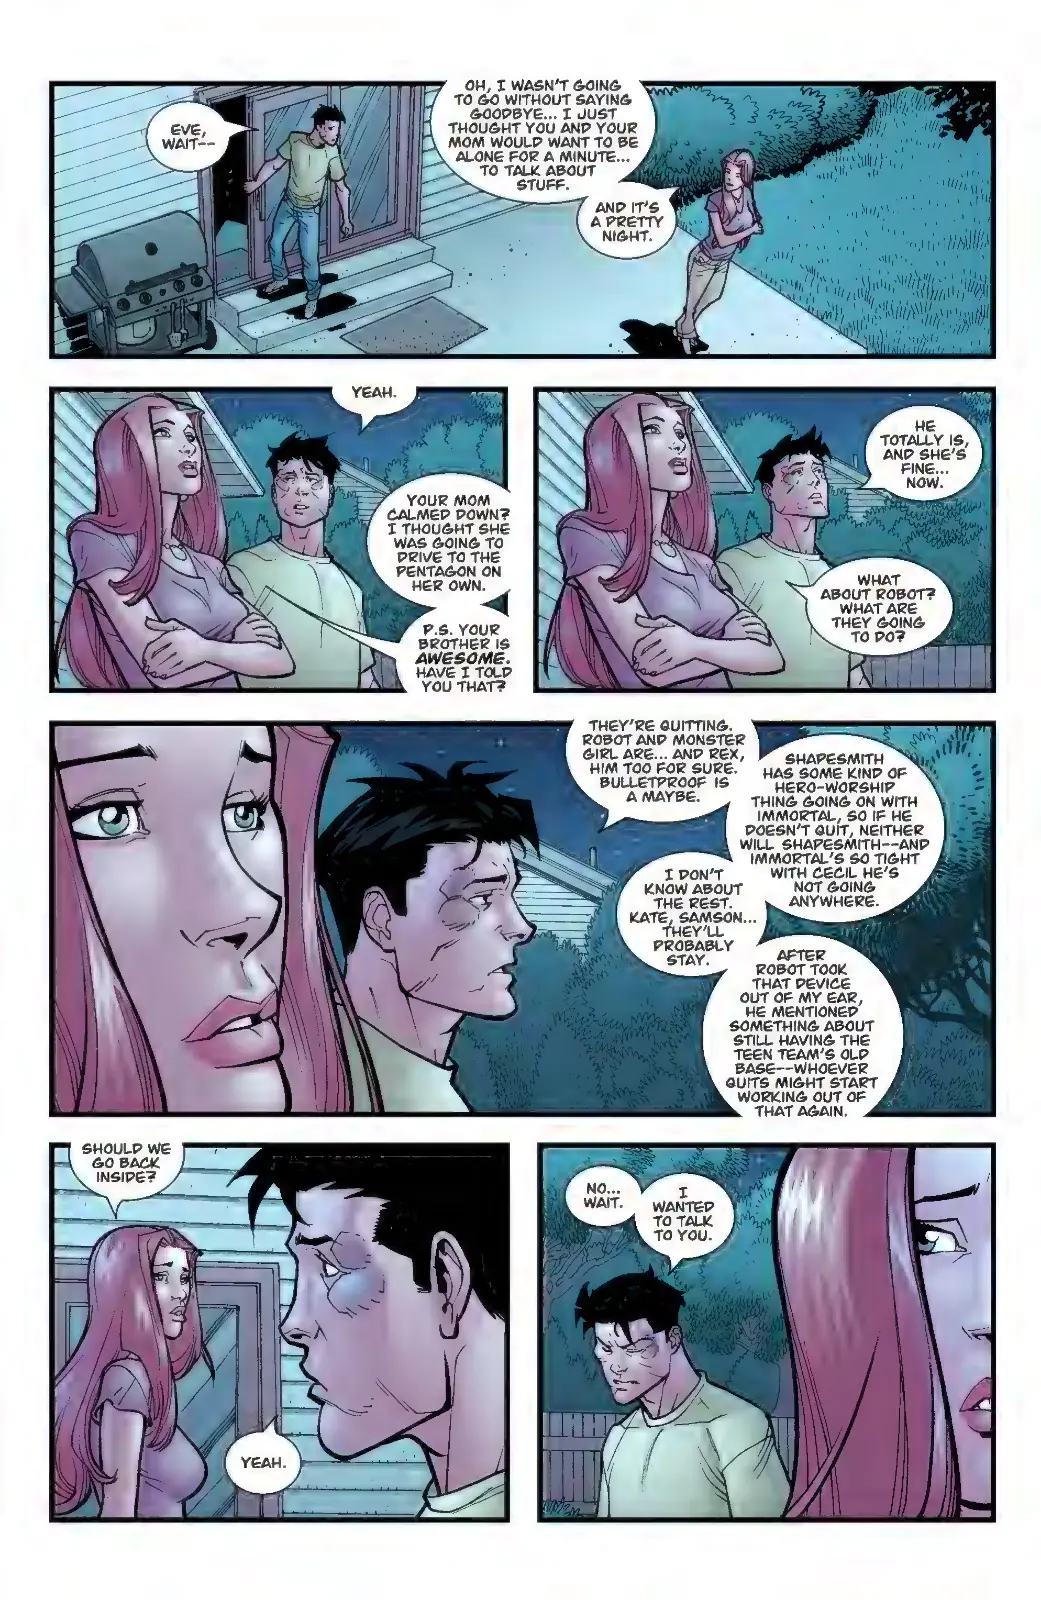 EVE,
WAIT--
OH, I WASN'T GOING
TO GO WITHOUT SAYING
GOODBYE... I JUST
THOUGHT YOU AND YOUR
MOM WOULD WANT TO BE
ALONE FOR A MINUTE...
TO TALK ABOUT
STUFF.
AND IT'S
A PRETTY
NIGHT.
YEAH.
YOUR MOM
CALMED DOWN?
I THOUGHT SHE
WAS GOING TO
DRIVE TO THE
PENTAGON ON
HER OWN.
P.S. YOUR
BROTHER IS
AWESOME.
HAVE I TOLD
YOU THAT?
HE
TOTALLY IS,
AND SHE'S
FINE...
NOW.
WHAT
ABOUT ROBOT?
WHAT ARE
THEY GOING
TO DO?
THEY'RE QUITTING.
ROBOT AND MONSTER
GIRL ARE... AND REX,
HIM TOO FOR SURE.
BULLETPROOF IS
A MAYBE.
SHAPESMITH
HAS SOME KIND OF
HERO-WORSHIP
THING GOING ON WITH
IMMORTAL, SO IF HE
DOESN'T QUIT, NEITHER
WILL SHAPESMITH--AND
IMMORTAL'S SO TIGHT
WITH CECIL HE'S
NOT GOING
ANYWHERE.
I DON'T
KNOW ABOUT
THE REST.
KATE, SAMSON...
THEY'LL
PROBABLY
STAY.
AFTER
ROBOT TOOK
THAT DEVICE
OUT OF MY EAR,
HE MENTIONED
SOMETHING ABOUT
STILL HAVING THE
TEEN TEAM'S OLD
BASE--WHOEVER
QUITS MIGHT START
WORKING OUT OF
THAT AGAIN.
SHOULD WE
GO BACK
INSIDE?
YEAH.
NO...
WAIT.
I
WANTED
TO TALK
TO YOU.